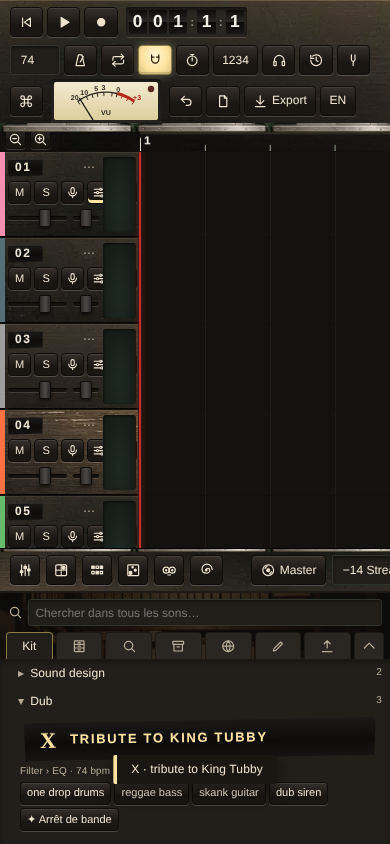 0 0 1 : 1 : 1
74 1234
20 10 5 3 0 +3
VU
Export EN
1
01 ...
M S
02 ...
M S
03 ...
M S
04 ...
M S
05 ...
M S
Master −14 Strea
Chercher dans tous les sons…
Kit
▸ Sound design 2
▾ Dub 3
X TRIBUTE TO KING TUBBY
Filter › EQ · 74 bpm
X · tribute to King Tubby
one drop drums reggae bass skank guitar dub siren
✦ Arrêt de bande